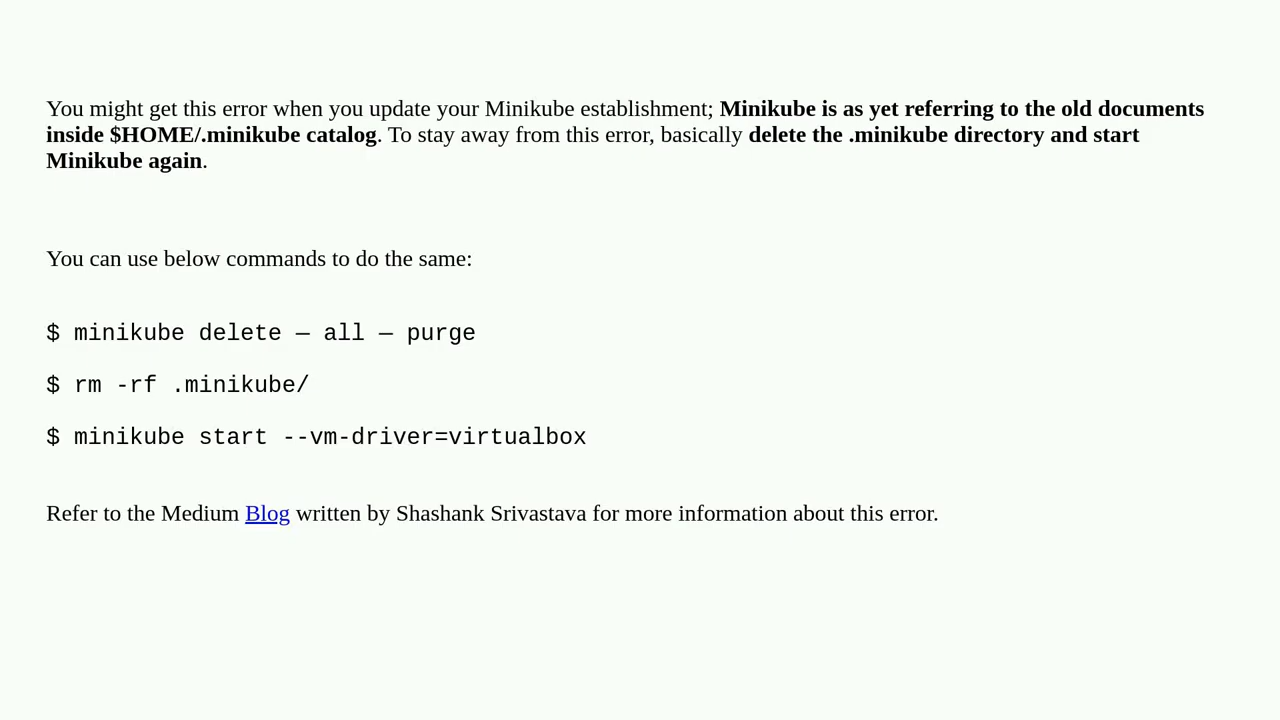 You might get this error when you update your Minikube establishment; Minikube is as yet referring to the old documents
inside $HOME/.minikube catalog. To stay away from this error, basically delete the .minikube directory and start
Minikube again.
You can use below commands to do the same:
$ minikube delete — all — purge
$ rm -rf .minikube/
$ minikube start --vm-driver=virtualbox
Refer to the Medium Blog written by Shashank Srivastava for more information about this error.